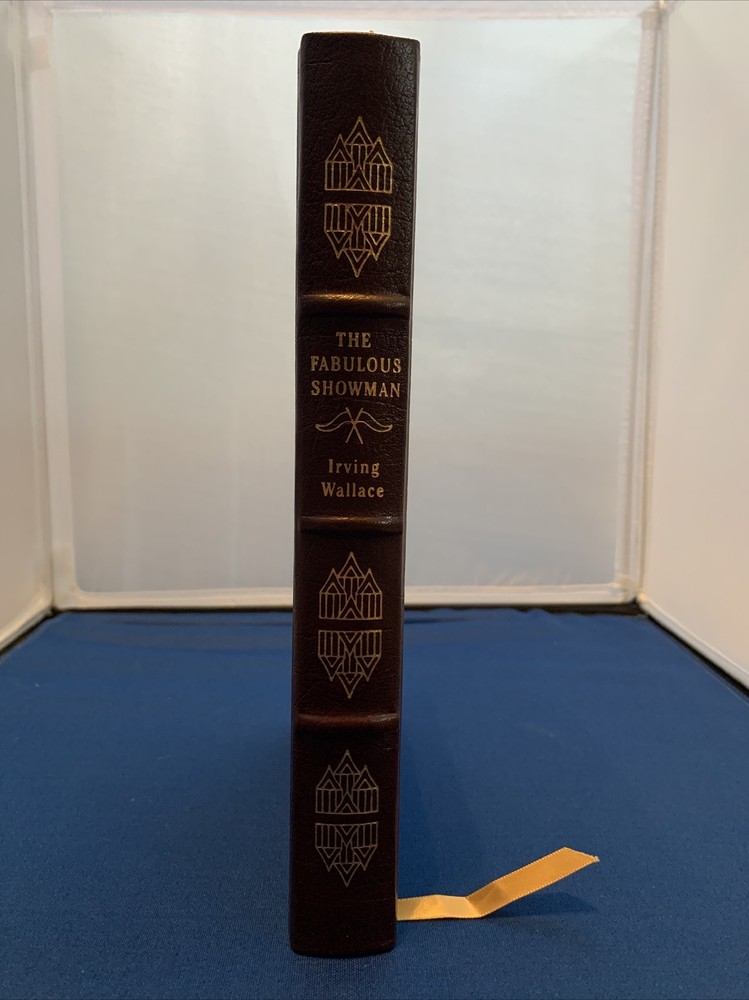 THE
FABULOUS
SHOWMAN
Irving
Wallace